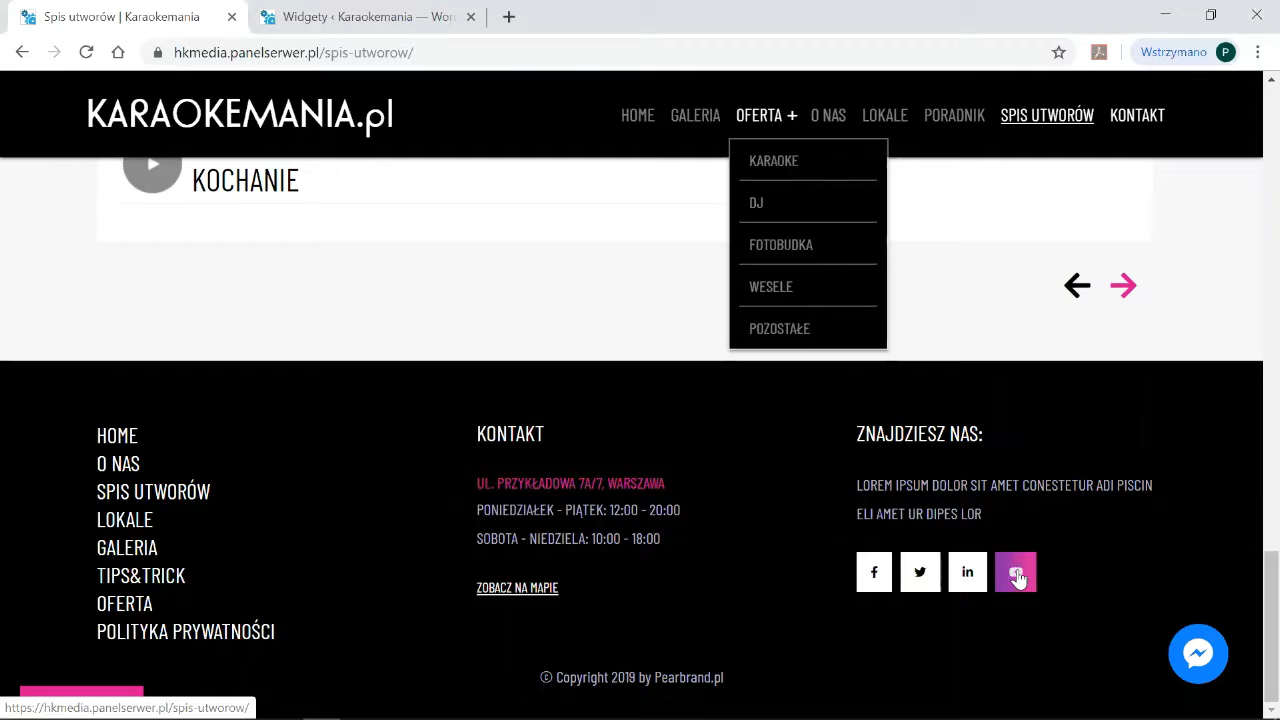 Spis utworów | Karaokemania
Widgety ‹ Karaokemania — Worc
hkmedia.panelserwer.pl/spis-utworow/
Wstrzymano
P
KARAOKEMANIA.pl
HOME
GALERIA
OFERTA +
O NAS
LOKALE
PORADNIK
SPIS UTWORÓW
KONTAKT
KARAOKE
DJ
FOTOBUDKA
WESELE
POZOSTAŁE
KOCHANIE
HOME
O NAS
SPIS UTWORÓW
LOKALE
GALERIA
TIPS&TRICK
OFERTA
POLITYKA PRYWATNOŚCI
KONTAKT
UL. PRZYKŁADOWA 7A/7, WARSZAWA
PONIEDZIAŁEK - PIĄTEK: 12:00 - 20:00
SOBOTA - NIEDZIELA: 10:00 - 18:00
ZOBACZ NA MAPIE
ZNAJDZIESZ NAS:
LOREM IPSUM DOLOR SIT AMET CONESTETUR ADI PISCIN
ELI AMET UR DIPES LOR
© Copyright 2019 by Pearbrand.pl
https://hkmedia.panelserwer.pl/spis-utworow/